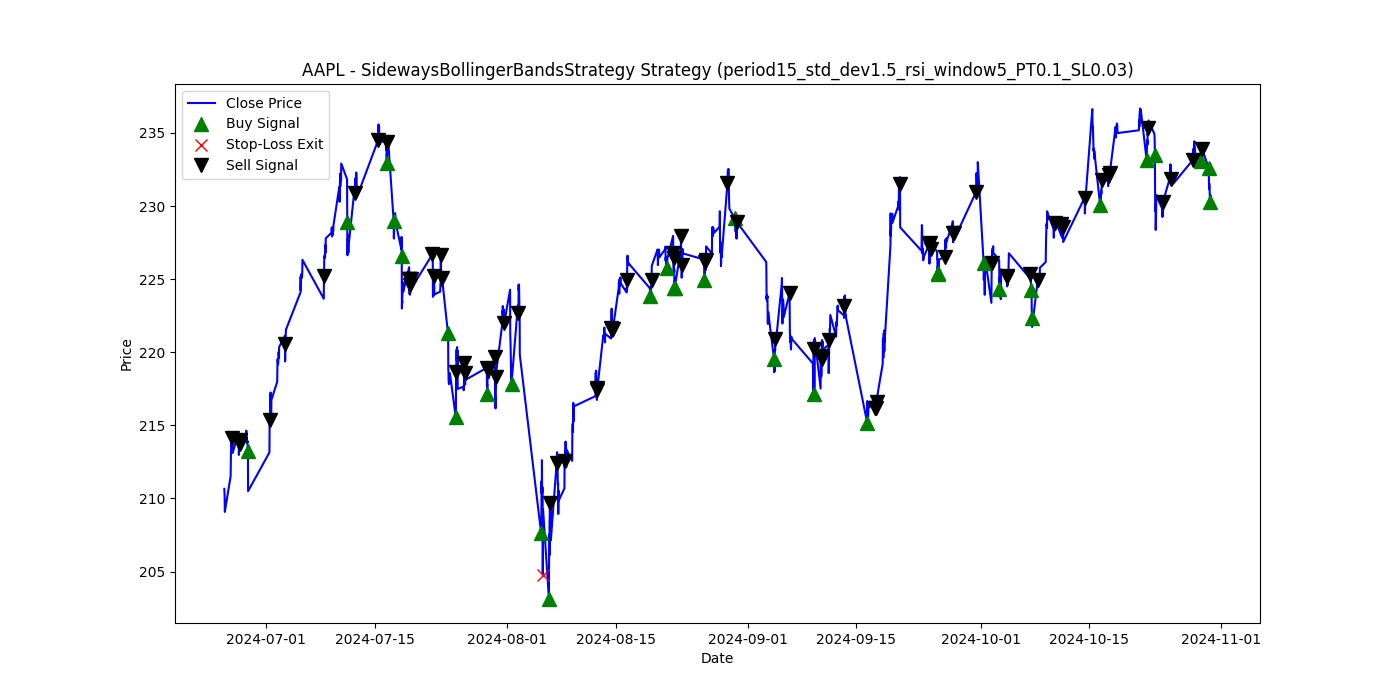 AAPL - SidewaysBollingerBandsStrategy Strategy (period15_std_dev1.5_rsi_window5_PT0.1_SL0.03)
Close Price
Buy Signal
Stop-Loss Exit
Sell Signal
Price
235
230
225
220
215
210
205
2024-07-01 2024-07-15 2024-08-01 2024-08-15 2024-09-01 2024-09-15 2024-10-01 2024-10-15 2024-11-01
Date